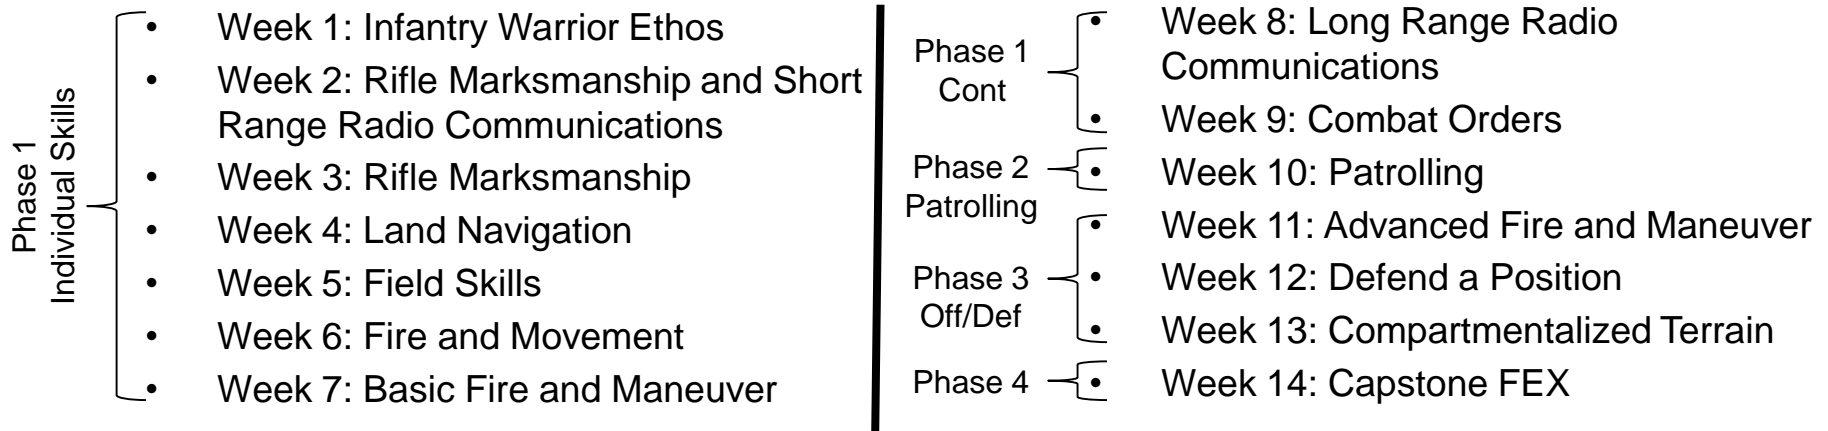 Phase 1
Individual Skills
• Week 1: Infantry Warrior Ethos
• Week 2: Rifle Marksmanship and Short
Range Radio Communications
• Week 3: Rifle Marksmanship
• Week 4: Land Navigation
• Week 5: Field Skills
• Week 6: Fire and Movement
• Week 7: Basic Fire and Maneuver
Phase 1
Cont
• Week 8: Long Range Radio
Communications
• Week 9: Combat Orders
Phase 2
Patrolling
• Week 10: Patrolling
Phase 3
Off/Def
• Week 11: Advanced Fire and Maneuver
• Week 12: Defend a Position
• Week 13: Compartmentalized Terrain
Phase 4
• Week 14: Capstone FEX